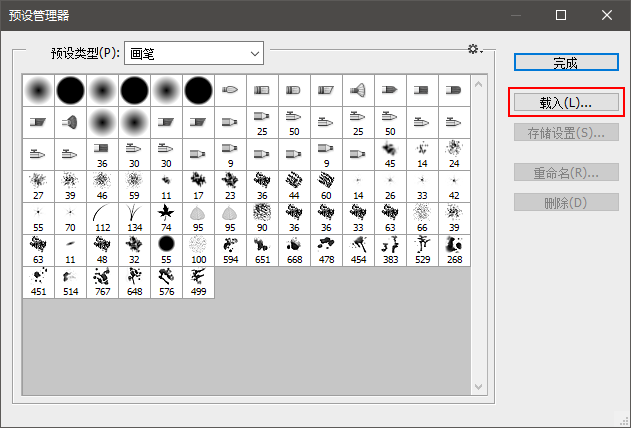 预设管理器
预设类型(P): 画笔
完成
载入(L)...
存储设置(S)...
重命名(R)...
删除(D)
25 50 25 50
36 30 30 9 9 45 14 24
27 39 46 59 11 17 23 36 44 60 14 26 33 42
55 70 112 134 74 95 95 90 36 36 33 63 66 39
63 11 48 32 55 100 594 651 668 478 454 383 529 268
451 514 767 648 576 499